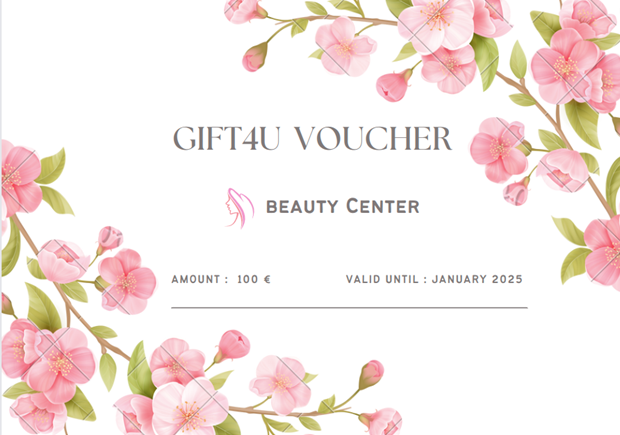 GIFT4U VOUCHER
BEAUTY CENTER
AMOUNT : 100 € VALID UNTIL : JANUARY 2025